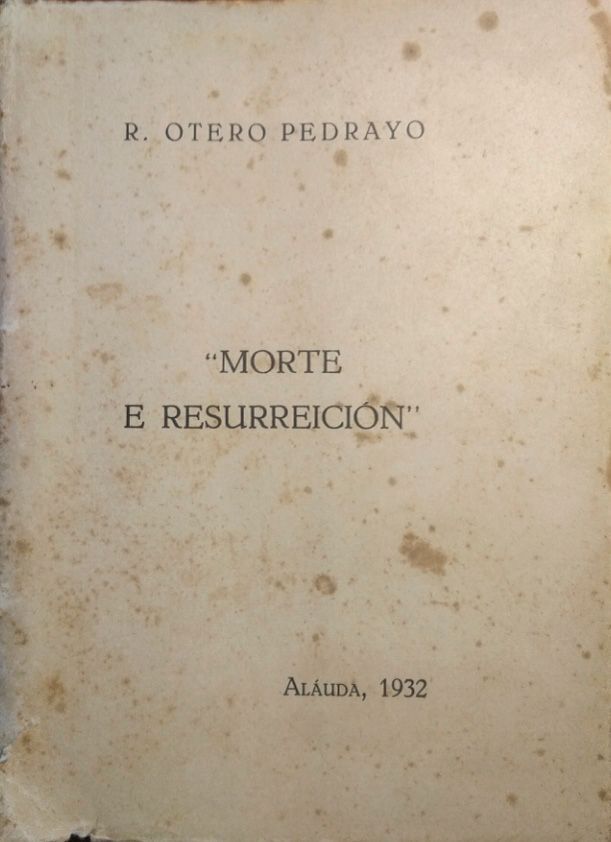 R. OTERO PEDRAYO
“MORTE
E RESURREICIÓN”
ALÁUDA, 1932